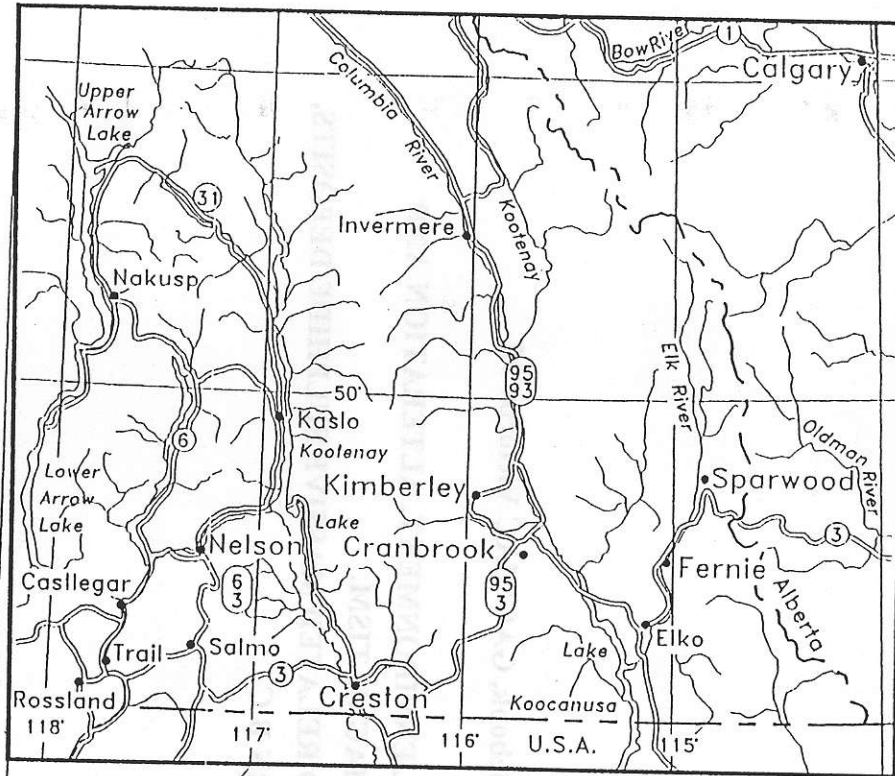 1
Bow River
Calgary
Upper
Arrow
Lake
Columbia
River
31
Invermere
Kootenay
Nakusp
95
93
50'
Elk
River
Kaslo
Kootenay
Lake
6
Oldman
River
Lower
Arrow
Lake
Kimberley
Sparwood
Nelson
Cranbrook
3
Fernie
Castlegar
6
3
95
3
Alberta
Trail
Salmo
Elko
3
Lake
Koocanusa
Rossland
Creston
118'
117'
116'
U.S.A.
115'